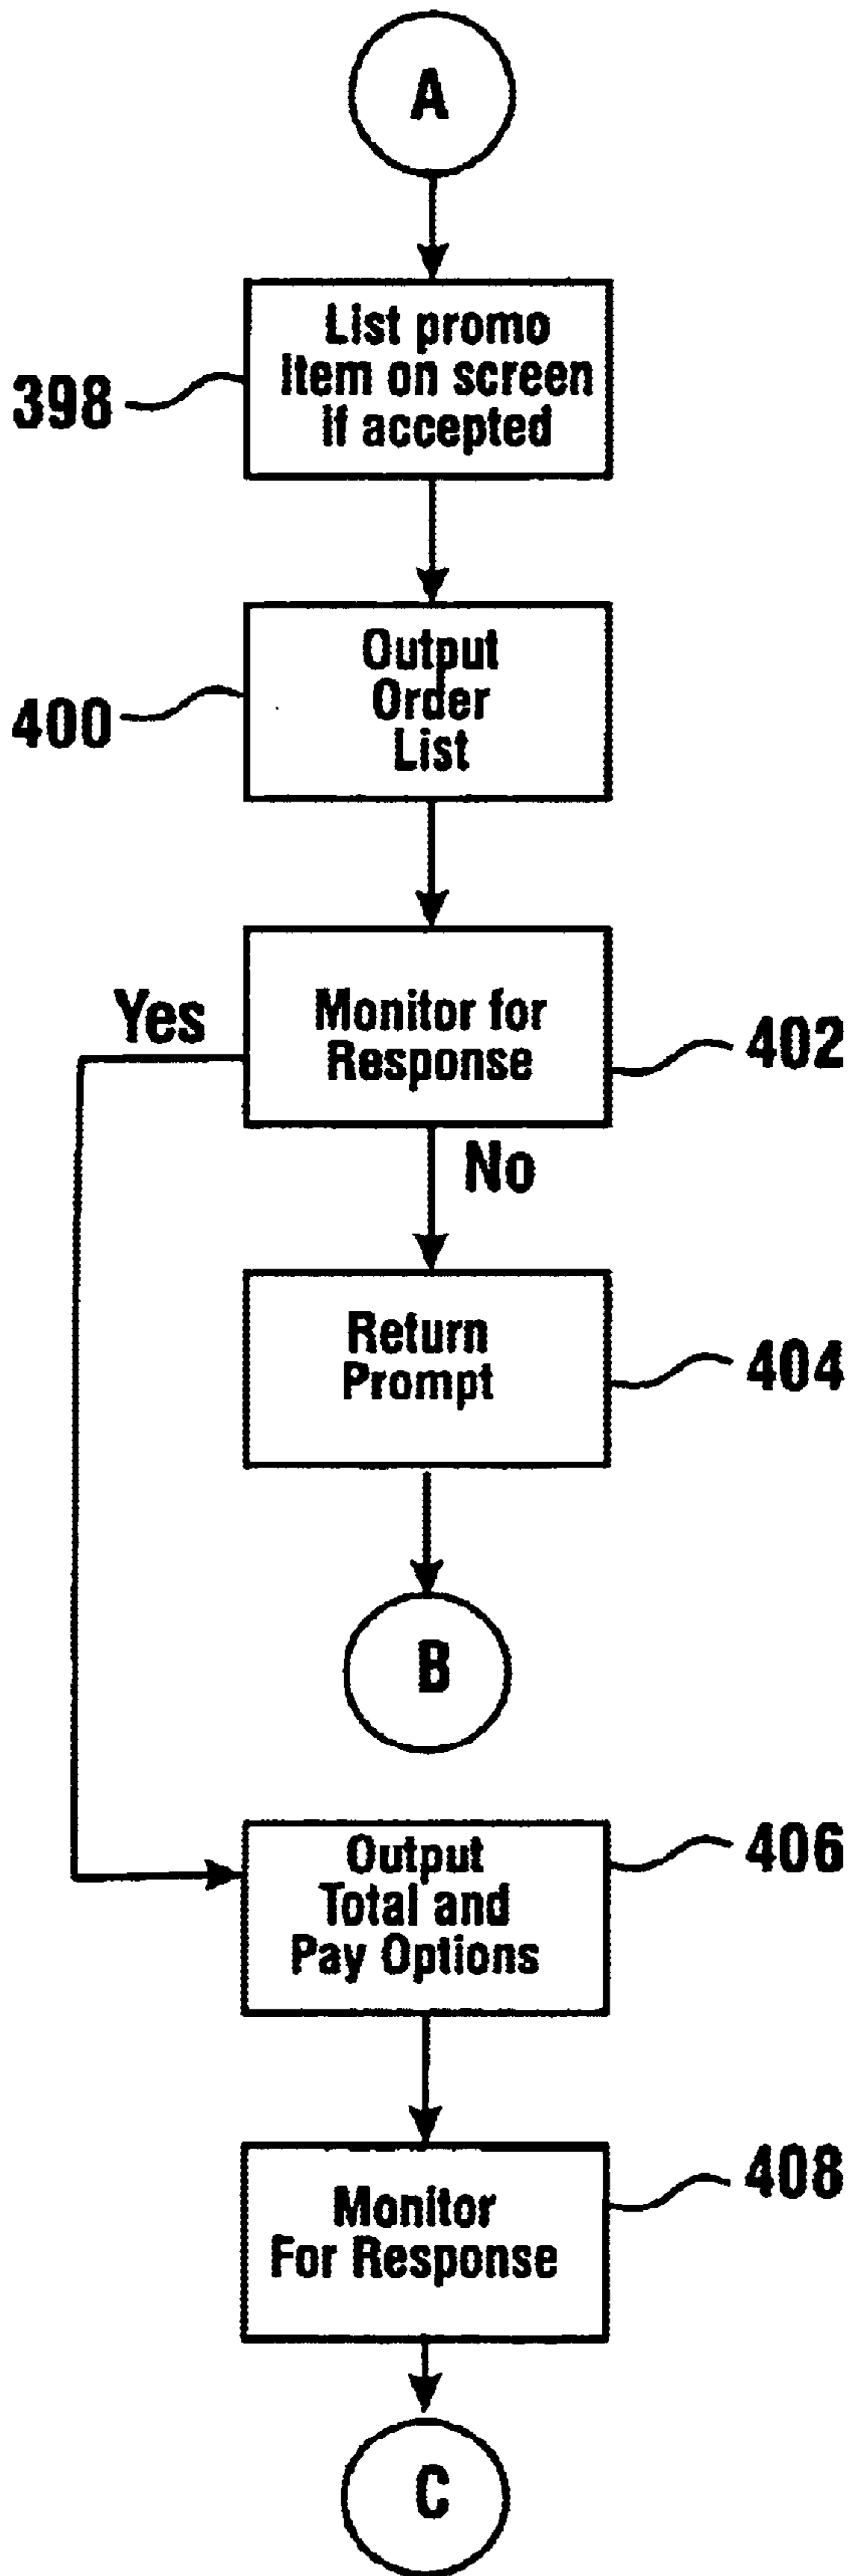 A
List promo
Item on screen
if accepted
398
Output
Order
List
400
Yes
Monitor for
Response
402
No
Return
Prompt
404
B
Output
Total and
Pay Options
406
Monitor
For Response
408
C